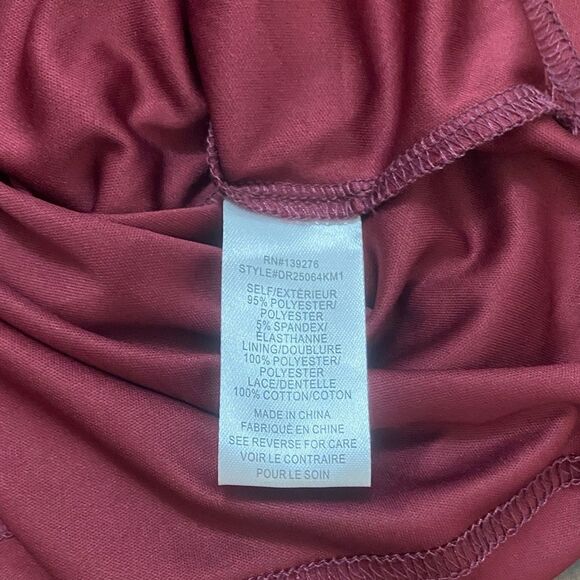 RN#139276
STYLE#DR25064KM1
SELF/EXTÉRIEUR
95% POLYESTER/
POLYESTER
5% SPANDEX/
ÉLASTHANNE
LINING/DOUBLURE
100% POLYESTER/
POLYESTER
LACE/DENTELLE
100% COTTON/COTON
MADE IN CHINA
FABRIQUÉ EN CHINE
SEE REVERSE FOR CARE
VOIR LE CONTRAIRE
POUR LE SOIN